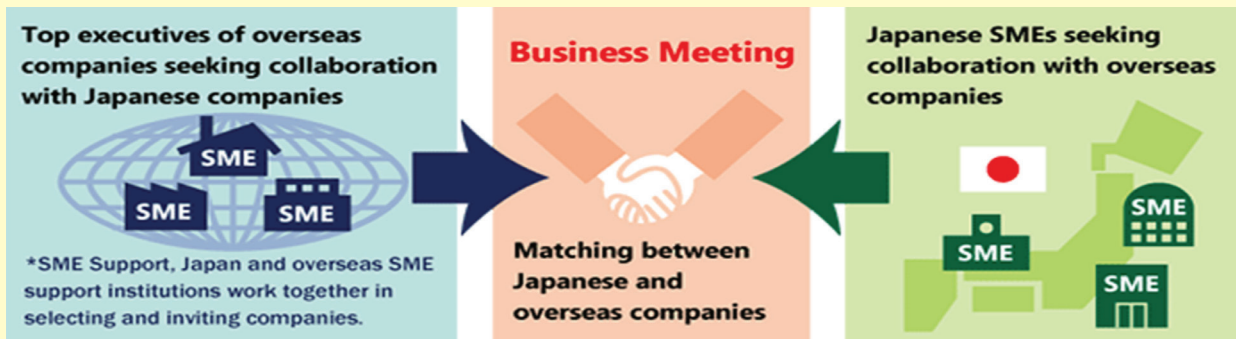 Top executives of overseas
companies seeking collaboration
with Japanese companies
SME
SME
SME
*SME Support, Japan and overseas SME
support institutions work together in
selecting and inviting companies.
Business Meeting
Matching between
Japanese and
overseas companies
Japanese SMEs seeking
collaboration with overseas
companies
SME
SME
SME